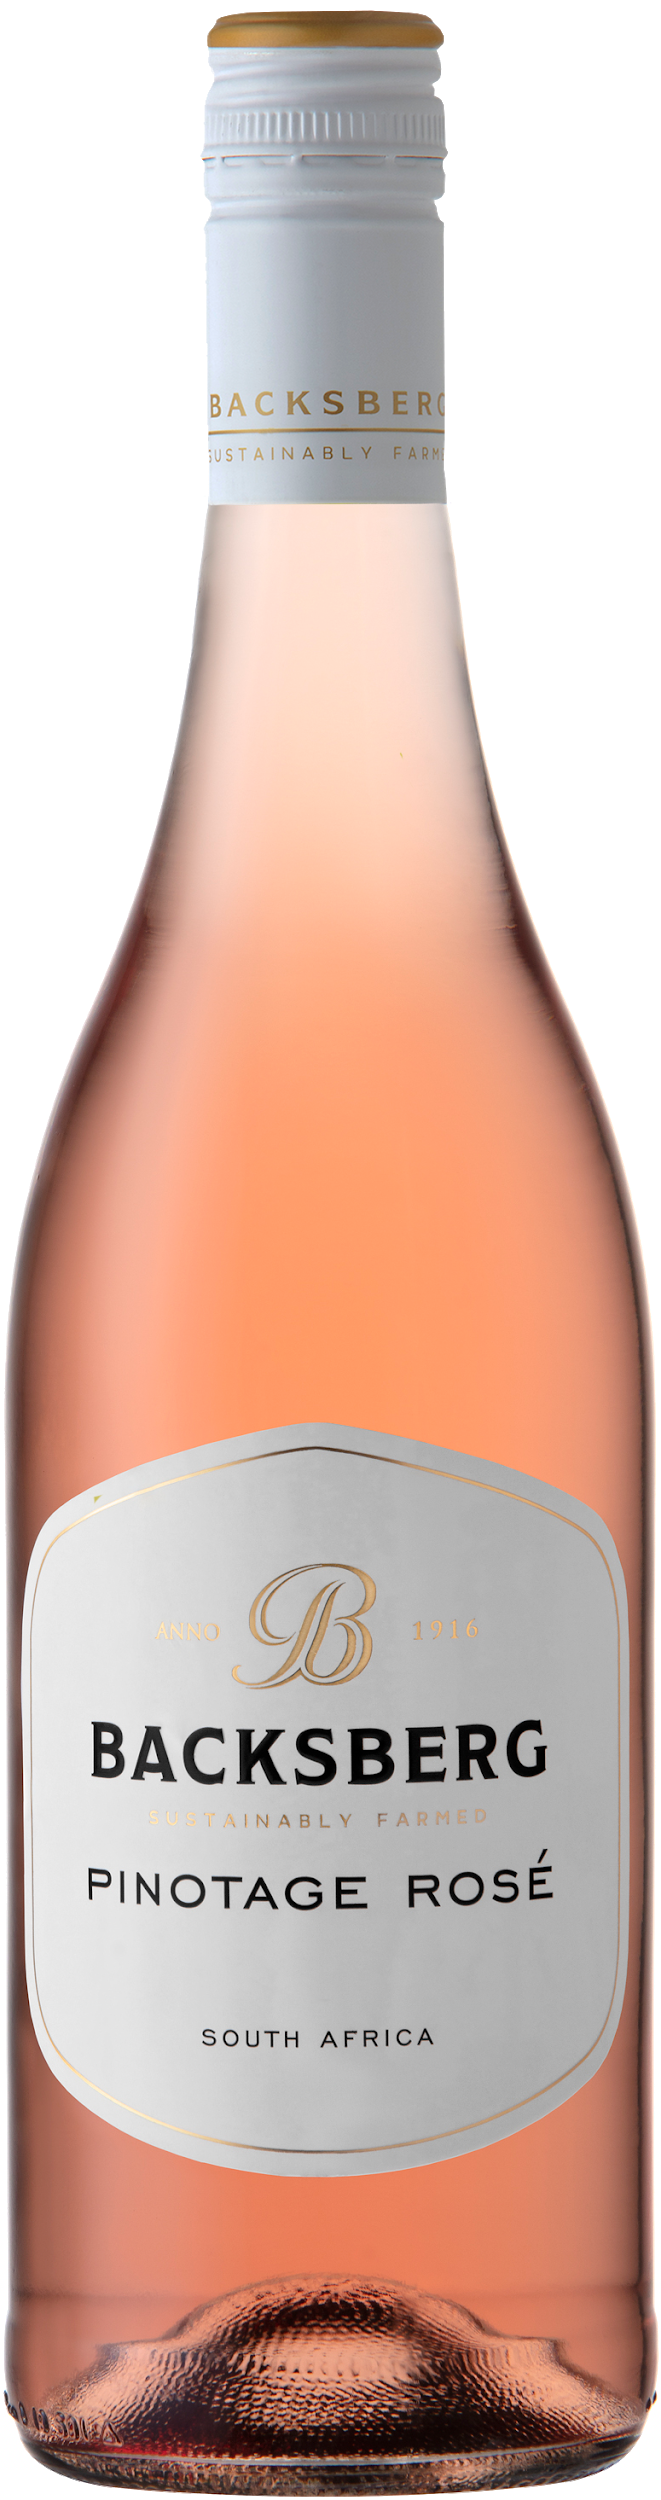 BACKSBERG
SUSTAINABLY FARMED
B
ANNO 1916
BACKSBERG
SUSTAINABLY FARMED
PINOTAGE ROSÉ
SOUTH AFRICA